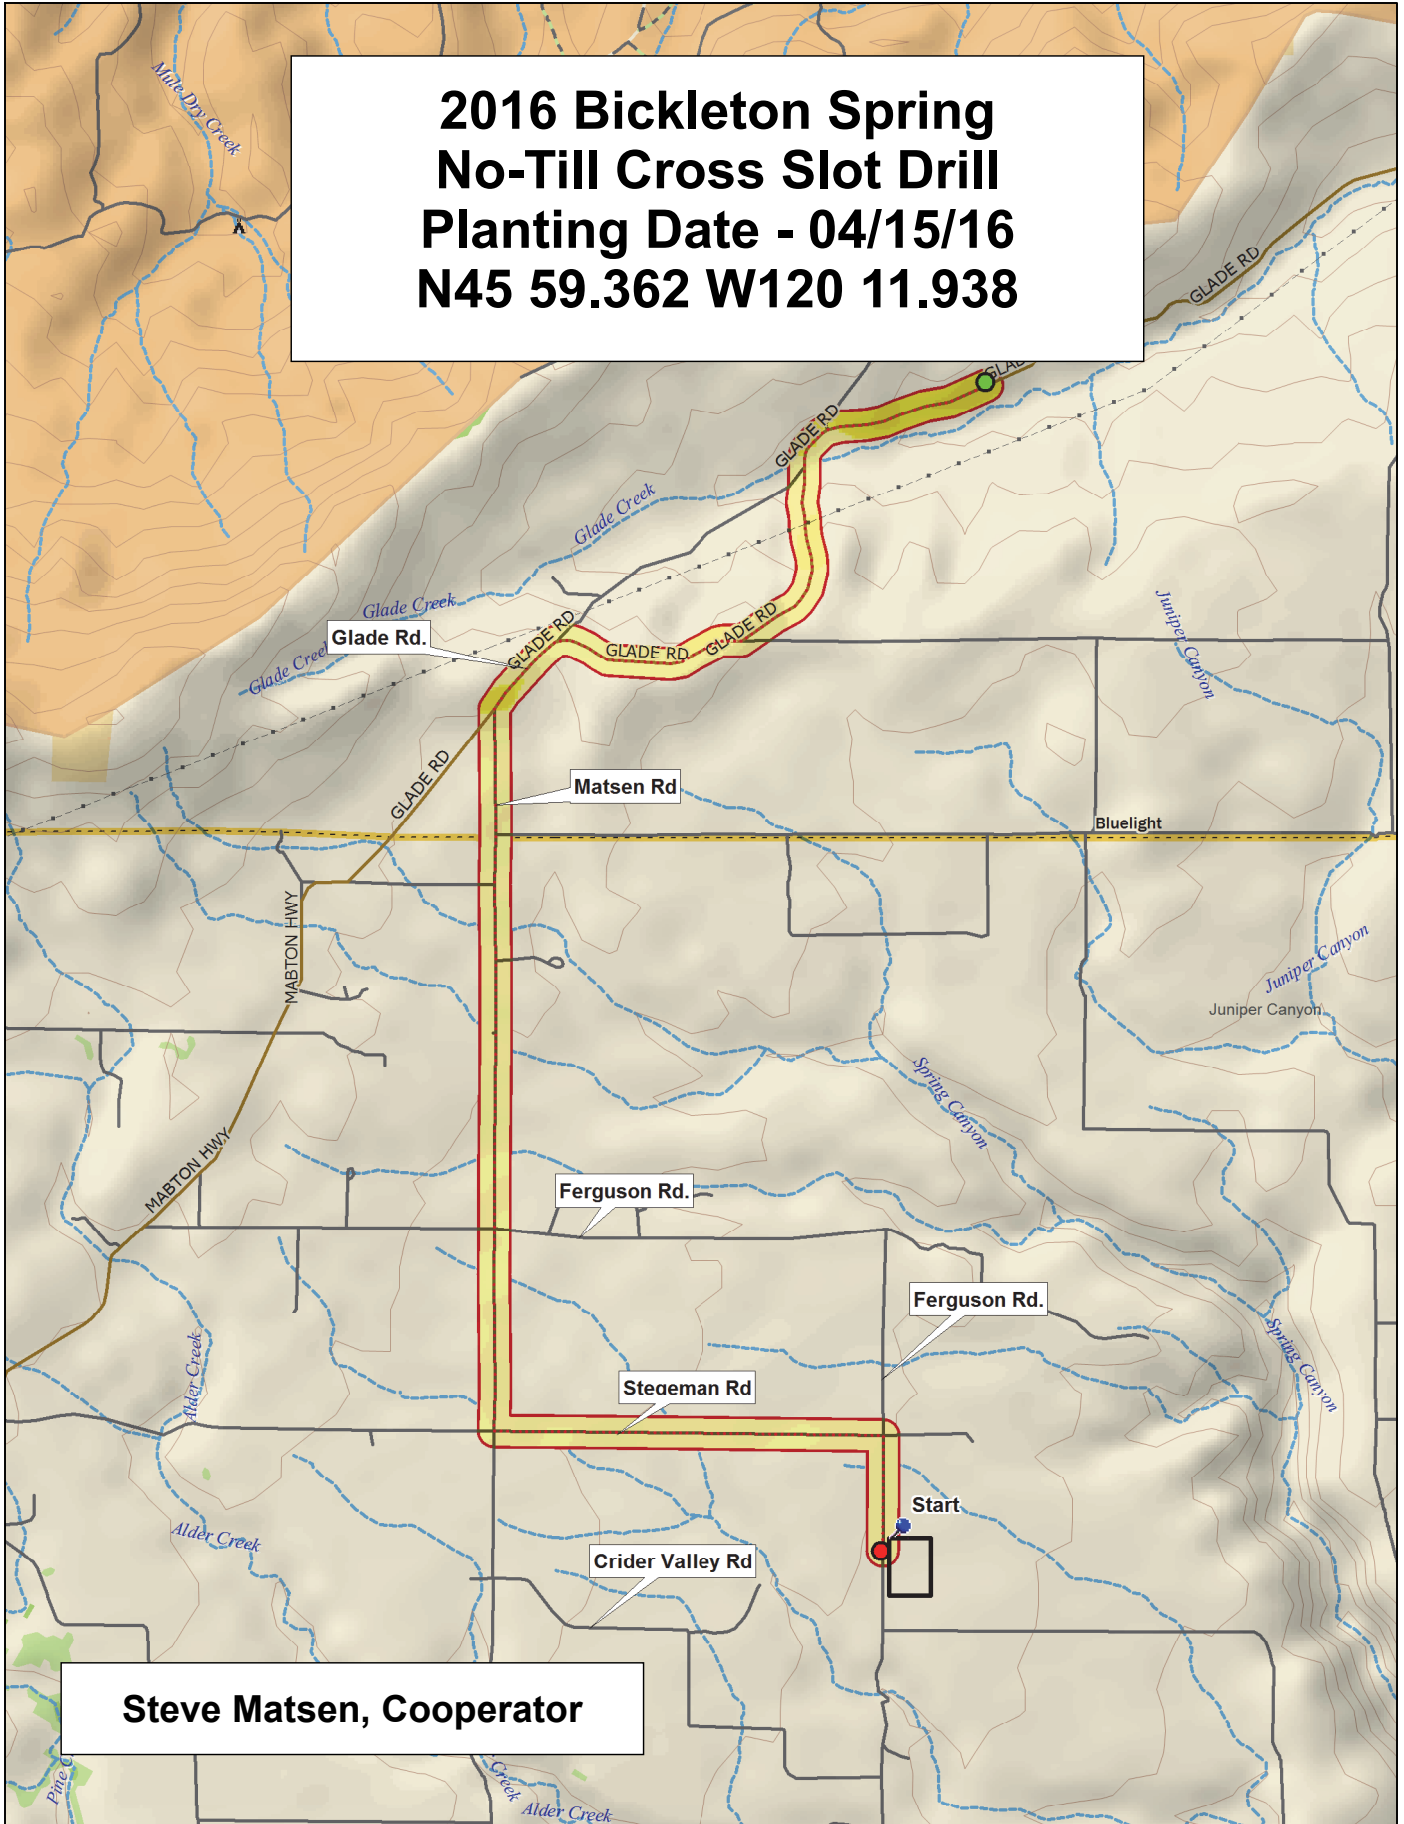 2016 Bickleton Spring
No-Till Cross Slot Drill
Planting Date - 04/15/16
N45 59.362 W120 11.938
Mule Dry Creek
GLADE RD
GLADE RD
Glade Creek
Glade Creek
Glade Rd.
GLADE RD
GLADE RD
GLADE RD
Glade Creek
Juniper Canyon
GLADE RD
Matsen Rd
Bluelight
MABTON HWY
Juniper Canyon
Juniper Canyon
Spring Canyon
MABTON HWY
Ferguson Rd.
Ferguson Rd.
Spring Canyon
Alder Creek
Stegeman Rd
Start
Alder Creek
Crider Valley Rd
Steve Matsen, Cooperator
Pine
Creek
Alder Creek